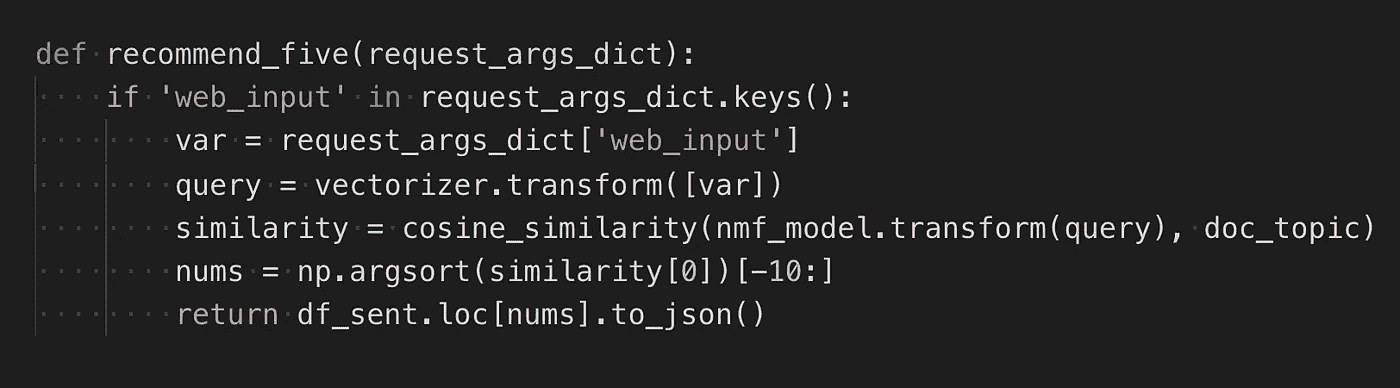 def recommend_five(request_args_dict):
    if 'web_input' in request_args_dict.keys():
        var = request_args_dict['web_input']
        query = vectorizer.transform([var])
        similarity = cosine_similarity(nmf_model.transform(query), doc_topic)
        nums = np.argsort(similarity[0])[-10:]
        return df_sent.loc[nums].to_json()